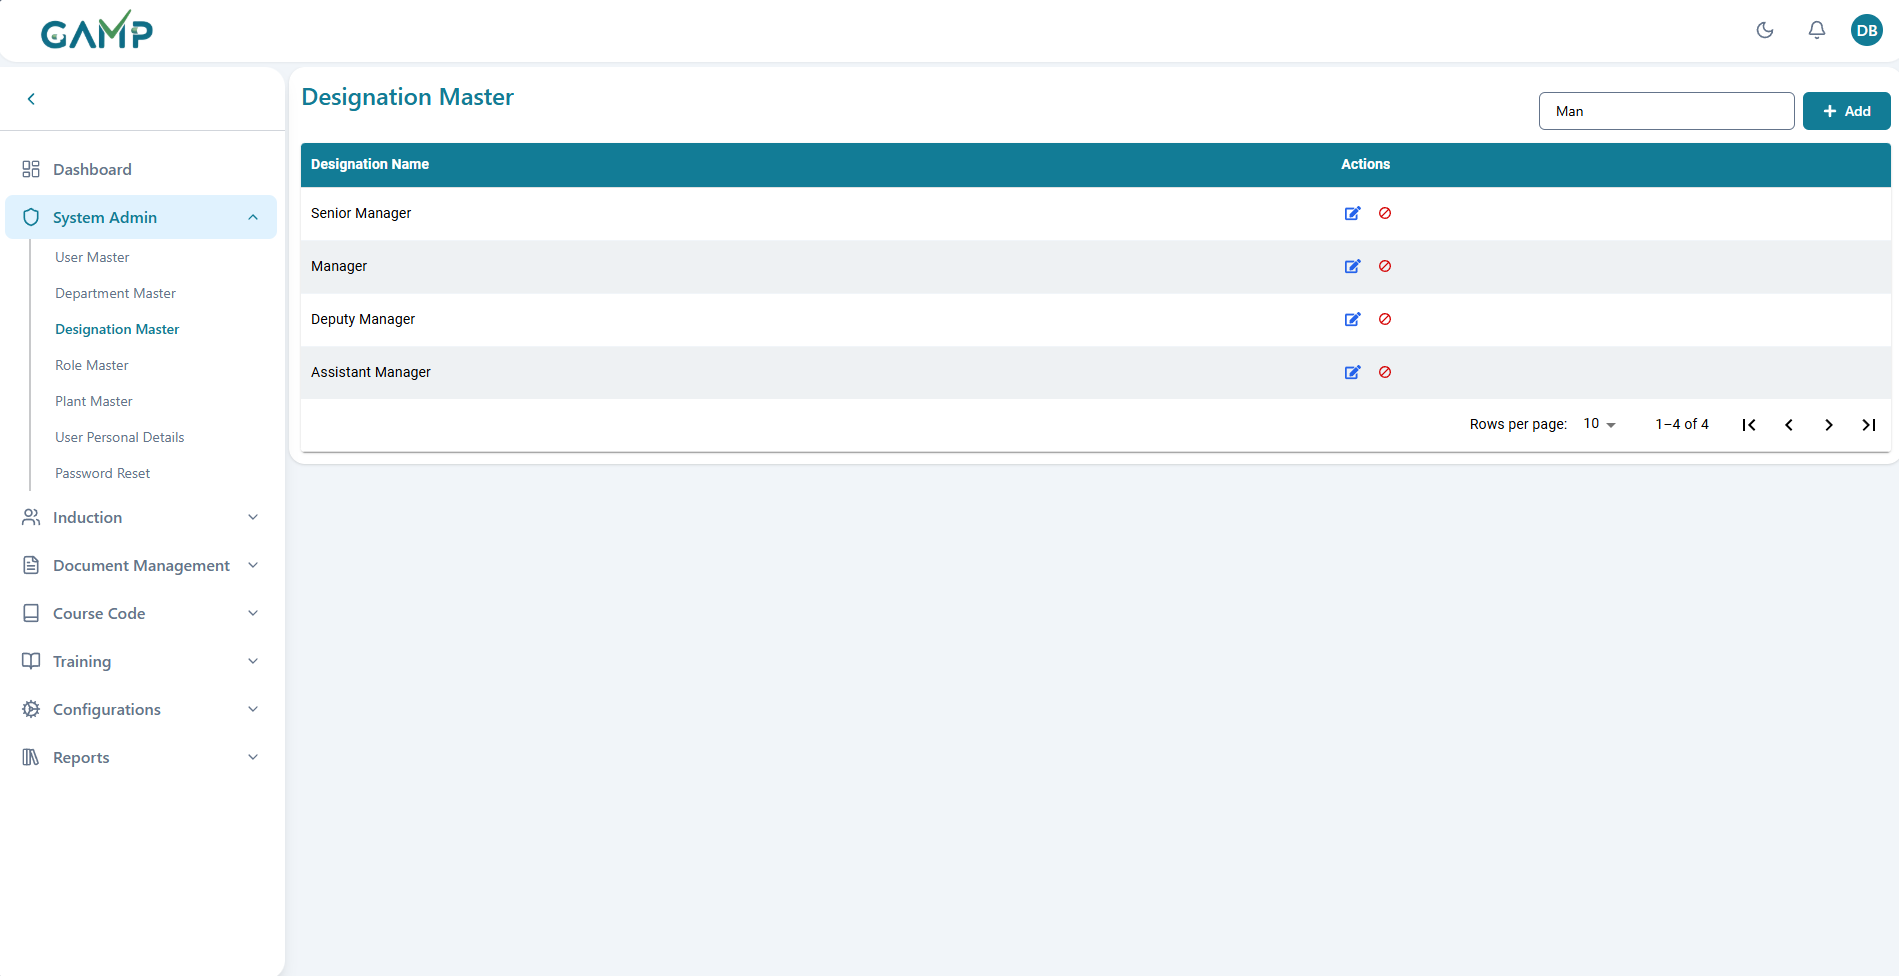 GAMP
DB
Designation Master
Man
Add
Dashboard
System Admin
User Master
Department Master
Designation Master
Role Master
Plant Master
User Personal Details
Password Reset
Induction
Document Management
Course Code
Training
Configurations
Reports
Designation Name Actions
Senior Manager
Manager
Deputy Manager
Assistant Manager
Rows per page: 10 1–4 of 4